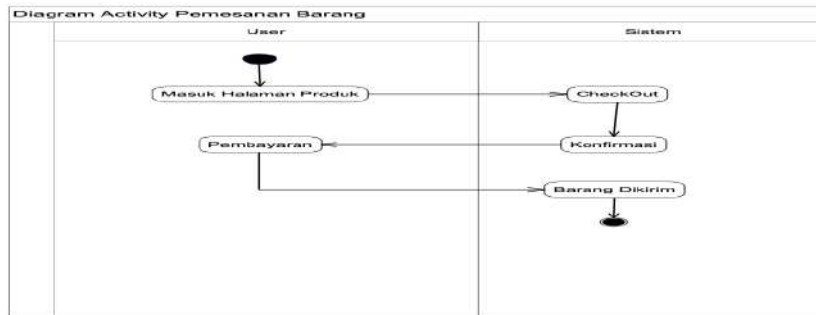 Diagram Activity Pemesanan Barang
User
Sistem
Masuk Halaman Produk
CheckOut
Pembayaran
Konfirmasi
Barang Dikirim